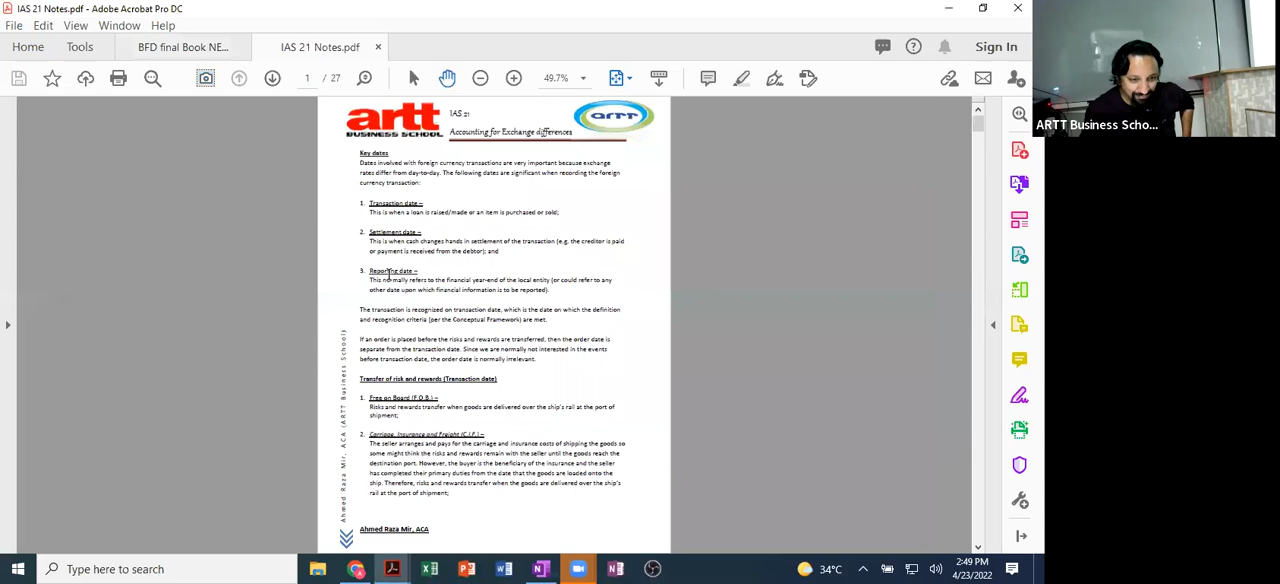 IAS 21 Notes.pdf - Adobe Acrobat Pro DC
File Edit View Window Help
Home Tools BFD final Book NE... IAS 21 Notes.pdf × Sign In
1 / 27 49.7%
artt
BUSINESS SCHOOL
IAS 21
Accounting for Exchange differences
artt
Key dates
Dates involved with foreign currency transactions are very important because exchange
rates differ from day-to-day. The following dates are significant when recording the foreign
currency transaction:
1. Transaction date –
This is when a loan is raised/made or an item is purchased or sold;
2. Settlement date –
This is when cash changes hands in settlement of the transaction (e.g. the creditor is paid
or payment is received from the debtor); and
3. Reporting date –
This normally refers to the financial year-end of the local entity (or could refer to any
other date upon which financial information is to be reported).
The transaction is recognized on transaction date, which is the date on which the definition
and recognition criteria (per the Conceptual Framework) are met.
If an order is placed before the risks and rewards are transferred, then the order date is
separate from the transaction date. Since we are normally not interested in the events
before transaction date, the order date is normally irrelevant.
Transfer of risk and rewards (Transaction date)
1. Free on Board (F.O.B.) –
Risks and rewards transfer when goods are delivered over the ship's rail at the port of
shipment;
2. Carriage, Insurance and Freight (C.I.F.) –
The seller arranges and pays for the carriage and insurance costs of shipping the goods so
some might think the risks and rewards remain with the seller until the goods reach the
destination port. However, the buyer is the beneficiary of the insurance and the seller
has completed their primary duties from the date that the goods are loaded onto the
ship. Therefore, risks and rewards transfer when the goods are delivered over the ship's
rail at the port of shipment;
Ahmed Raza Mir, ACA
Ahmed Raza Mir, ACA (ARTT Business School)
ARTT Business Scho...
Type here to search
34°C
2:49 PM
4/23/2022